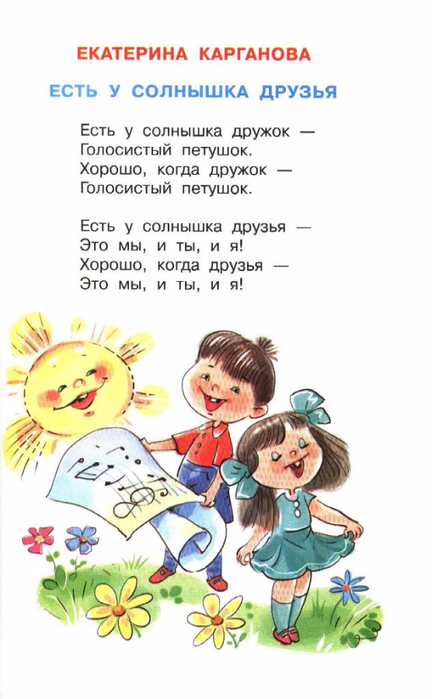 ЕКАТЕРИНА КАРГАНОВА
ЕСТЬ У СОЛНЫШКА ДРУЗЬЯ
Есть у солнышка дружок —
Голосистый петушок.
Хорошо, когда дружок —
Голосистый петушок.
Есть у солнышка друзья —
Это мы, и ты, и я!
Хорошо, когда друзья —
Это мы, и ты, и я!